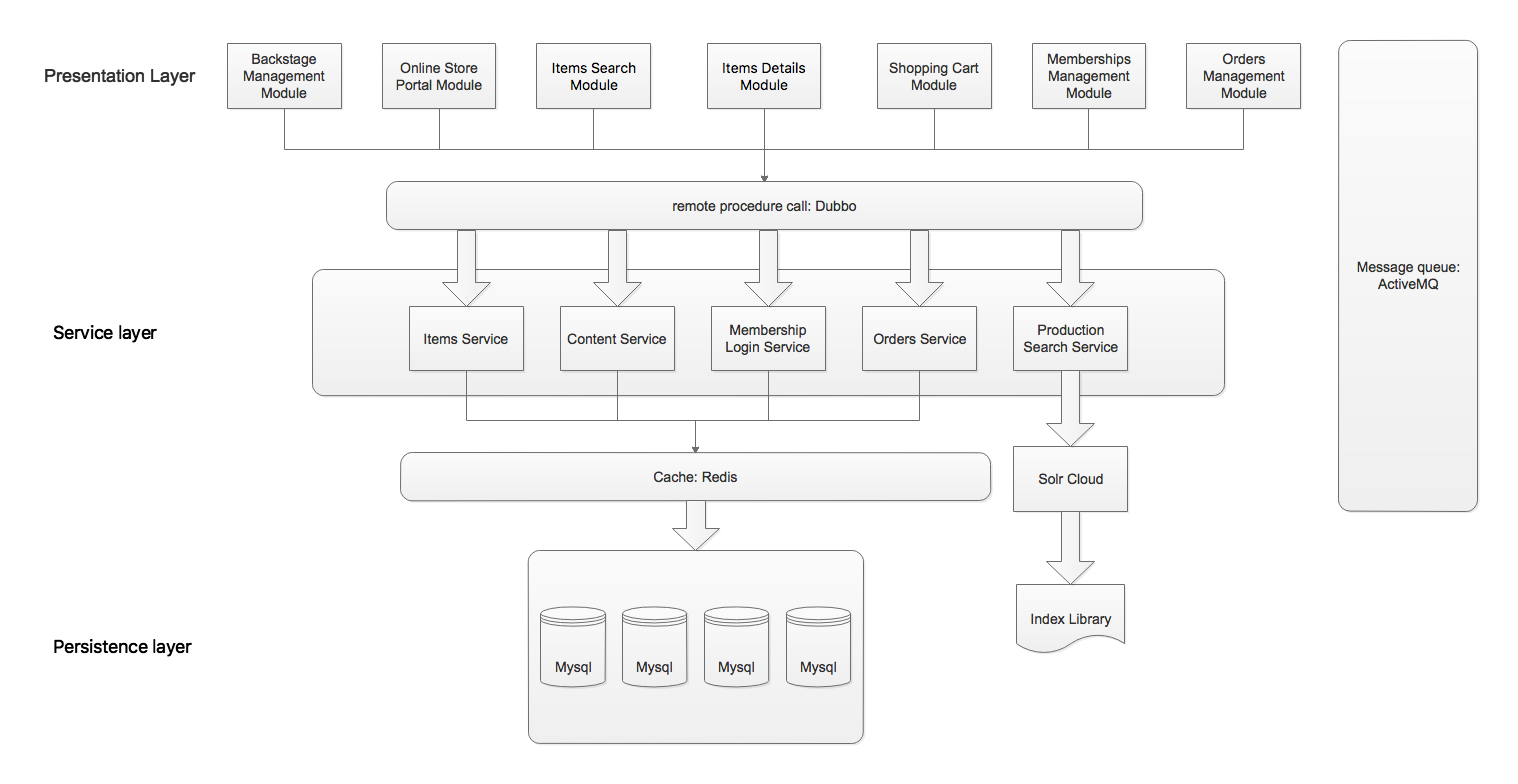 Presentation Layer
Backstage
Management
Module
Online Store
Portal Module
Items Search
Module
Items Details
Module
Shopping Cart
Module
Memberships
Management
Module
Orders
Management
Module
remote procedure call: Dubbo
Message queue:
ActiveMQ
Service layer
Items Service
Content Service
Membership
Login Service
Orders Service
Production
Search Service
Cache: Redis
Solr Cloud
Index Library
Persistence layer
Mysql
Mysql
Mysql
Mysql